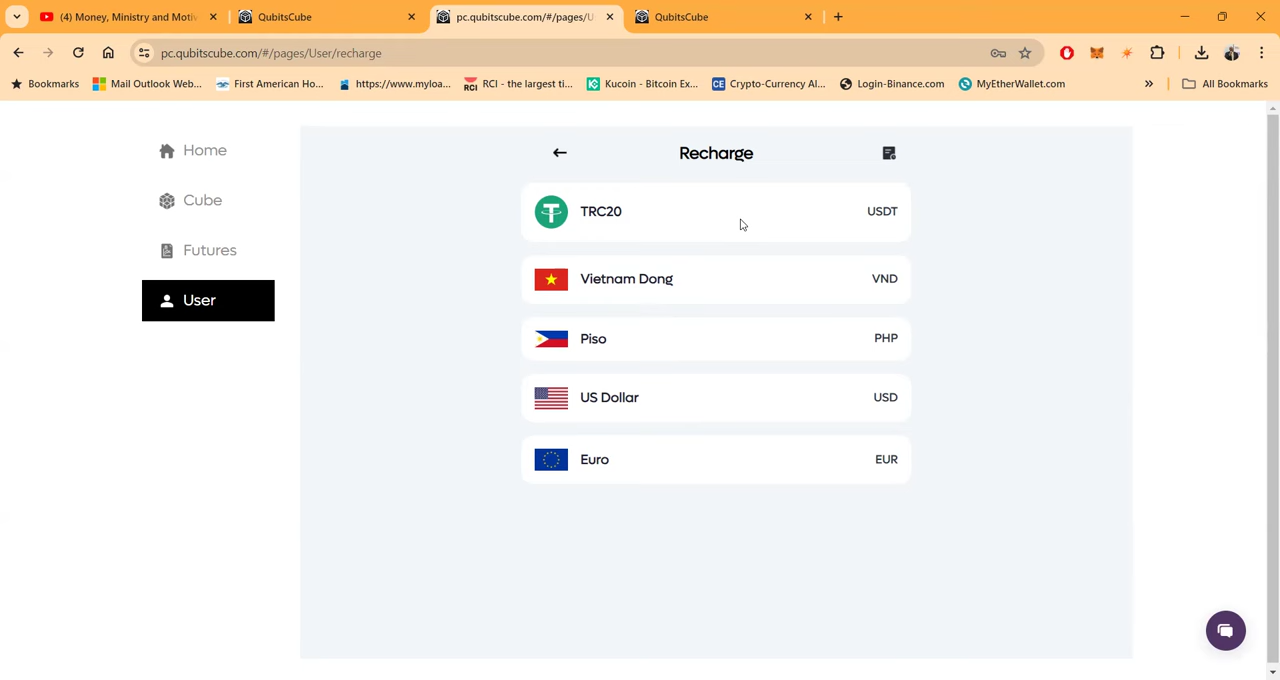 (4) Money, Ministry and Motiv
QubitsCube
pc.qubitscube.com/#/pages/U
QubitsCube
pc.qubitscube.com/#/pages/User/recharge
Bookmarks
Mail Outlook Web...
First American Ho...
https://www.myloa...
RCI - the largest ti...
Kucoin - Bitcoin Ex...
Crypto-Currency Al...
Login-Binance.com
MyEtherWallet.com
All Bookmarks
Home
Cube
Futures
User
Recharge
TRC20 USDT
Vietnam Dong VND
Piso PHP
US Dollar USD
Euro EUR